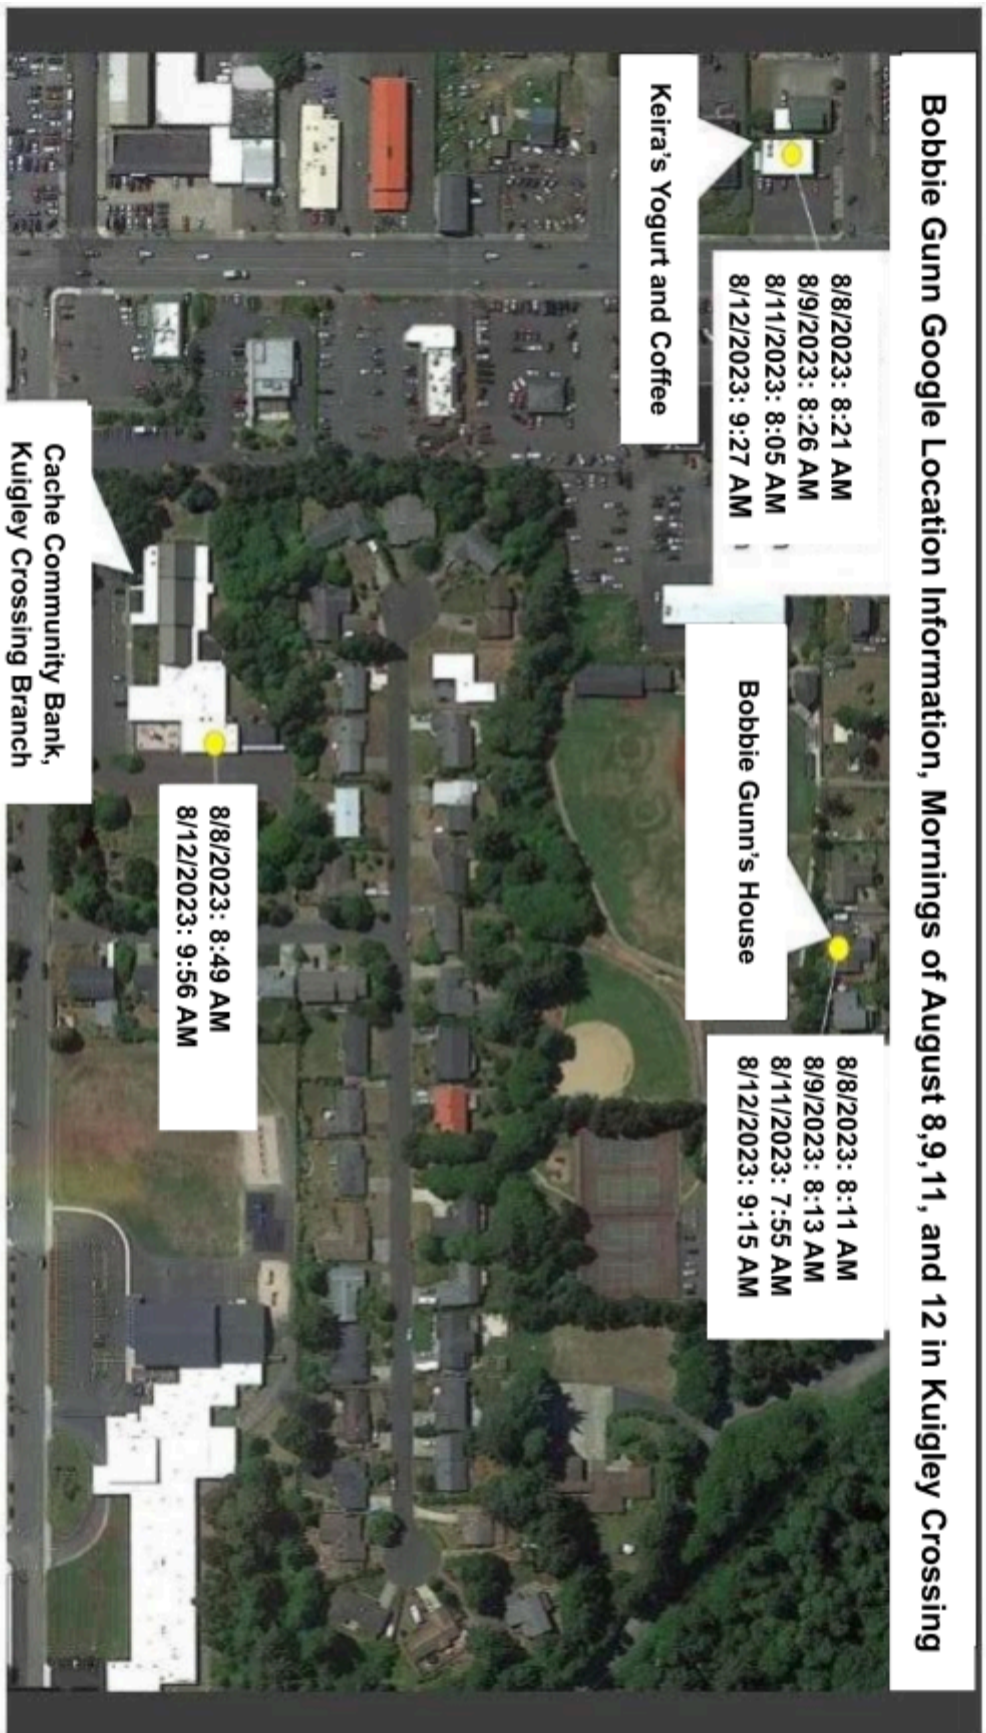 Bobbie Gunn Google Location Information, Mornings of August 8,9,11, and 12 in Kuigley Crossing
8/8/2023: 8:21 AM
8/9/2023: 8:26 AM
8/11/2023: 8:05 AM
8/12/2023: 9:27 AM
Keira's Yogurt and Coffee
Bobbie Gunn's House
8/8/2023: 8:11 AM
8/9/2023: 8:13 AM
8/11/2023: 7:55 AM
8/12/2023: 9:15 AM
8/8/2023: 8:49 AM
8/12/2023: 9:56 AM
Cache Community Bank,
Kuigley Crossing Branch